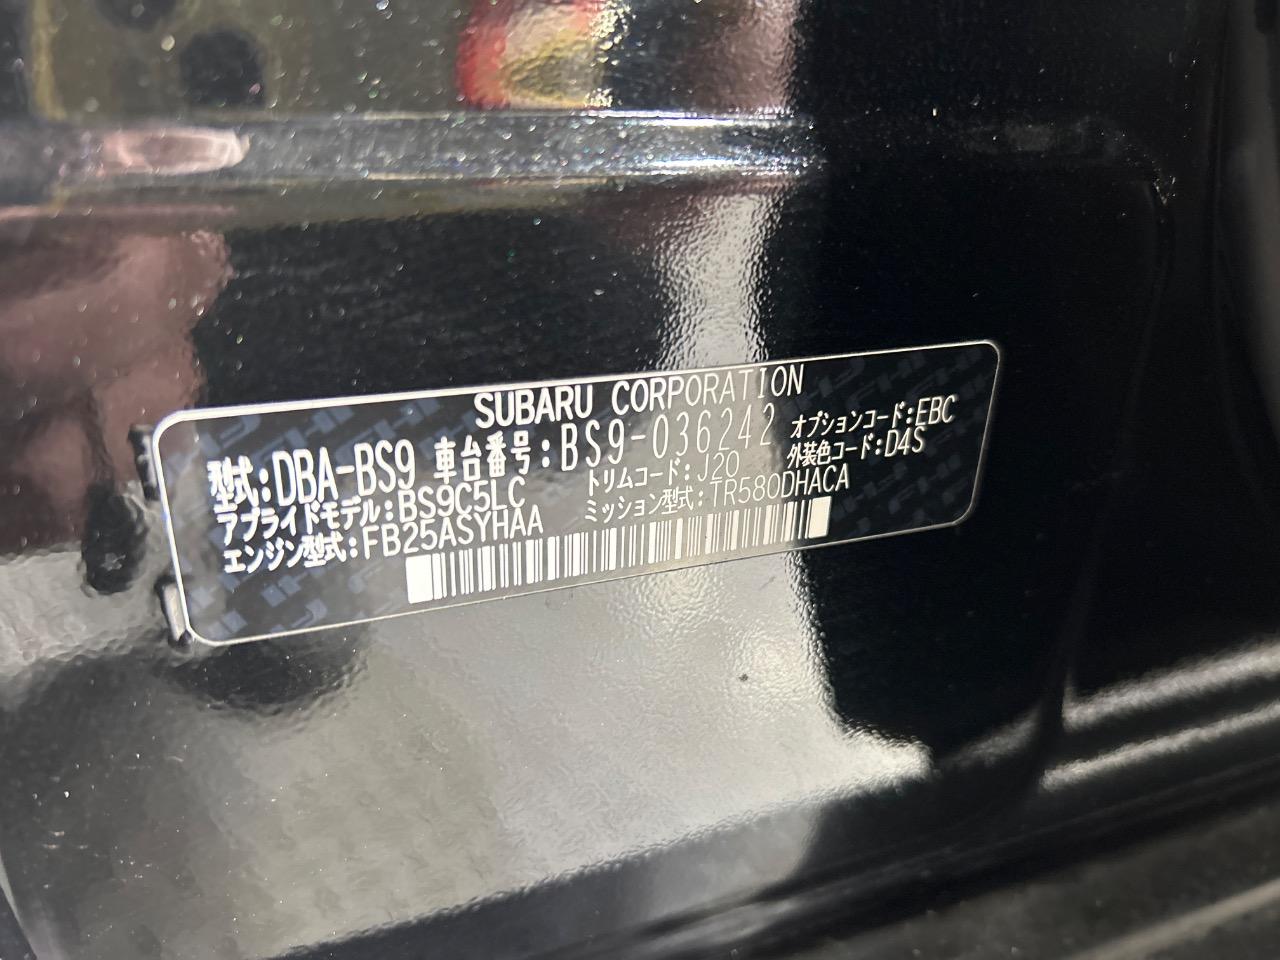 SUBARU CORPORATION
型式:DBA-BS9 車台番号:BS9-036242 オプションコード:EBC
アプライドモデル:BS9C5LC トリムコード:J20 外装色コード:D4S
エンジン型式:FB25ASYHAA ミッション型式:TR580DHACA